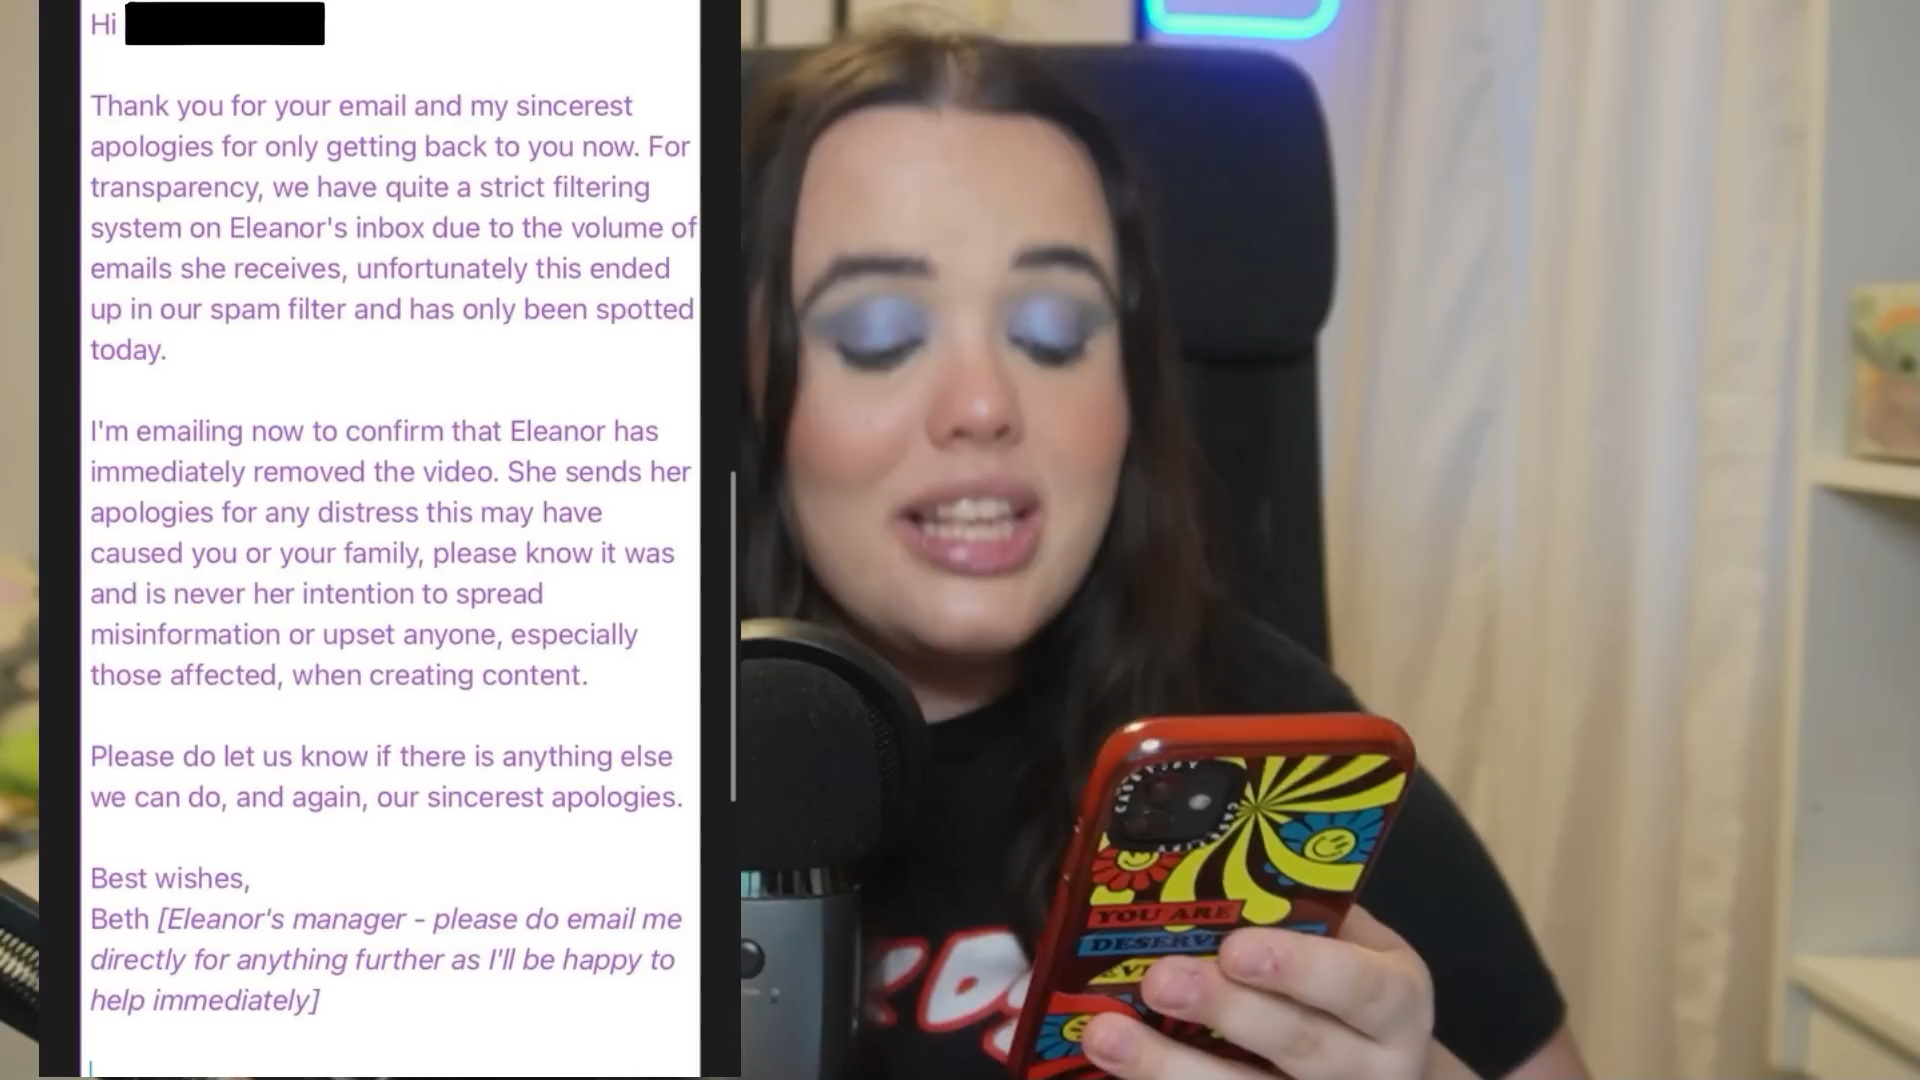 Hi
Thank you for your email and my sincerest
apologies for only getting back to you now. For
transparency, we have quite a strict filtering
system on Eleanor's inbox due to the volume of
emails she receives, unfortunately this ended
up in our spam filter and has only been spotted
today.
I'm emailing now to confirm that Eleanor has
immediately removed the video. She sends her
apologies for any distress this may have
caused you or your family, please know it was
and is never her intention to spread
misinformation or upset anyone, especially
those affected, when creating content.
Please do let us know if there is anything else
we can do, and again, our sincerest apologies.
Best wishes,
Beth [Eleanor's manager - please do email me
directly for anything further as I'll be happy to
help immediately]
CASETIFY
CASETIFY
YOU ARE